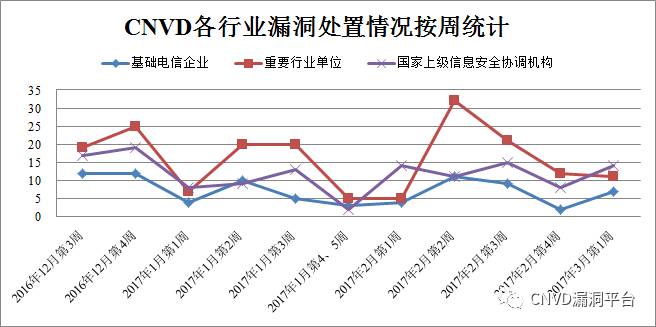 CNVD各行业漏洞处置情况按周统计
基础电信企业 重要行业单位 国家上级信息安全协调机构
35
30
25
20
15
10
5
0
2016年12月第3周
2016年12月第4周
2017年1月第1周
2017年1月第2周
2017年1月第3周
2017年1月第4、5周
2017年2月第1周
2017年2月第2周
2017年2月第3周
2017年2月第4周
2017年3月第1周
CNVD漏洞平台